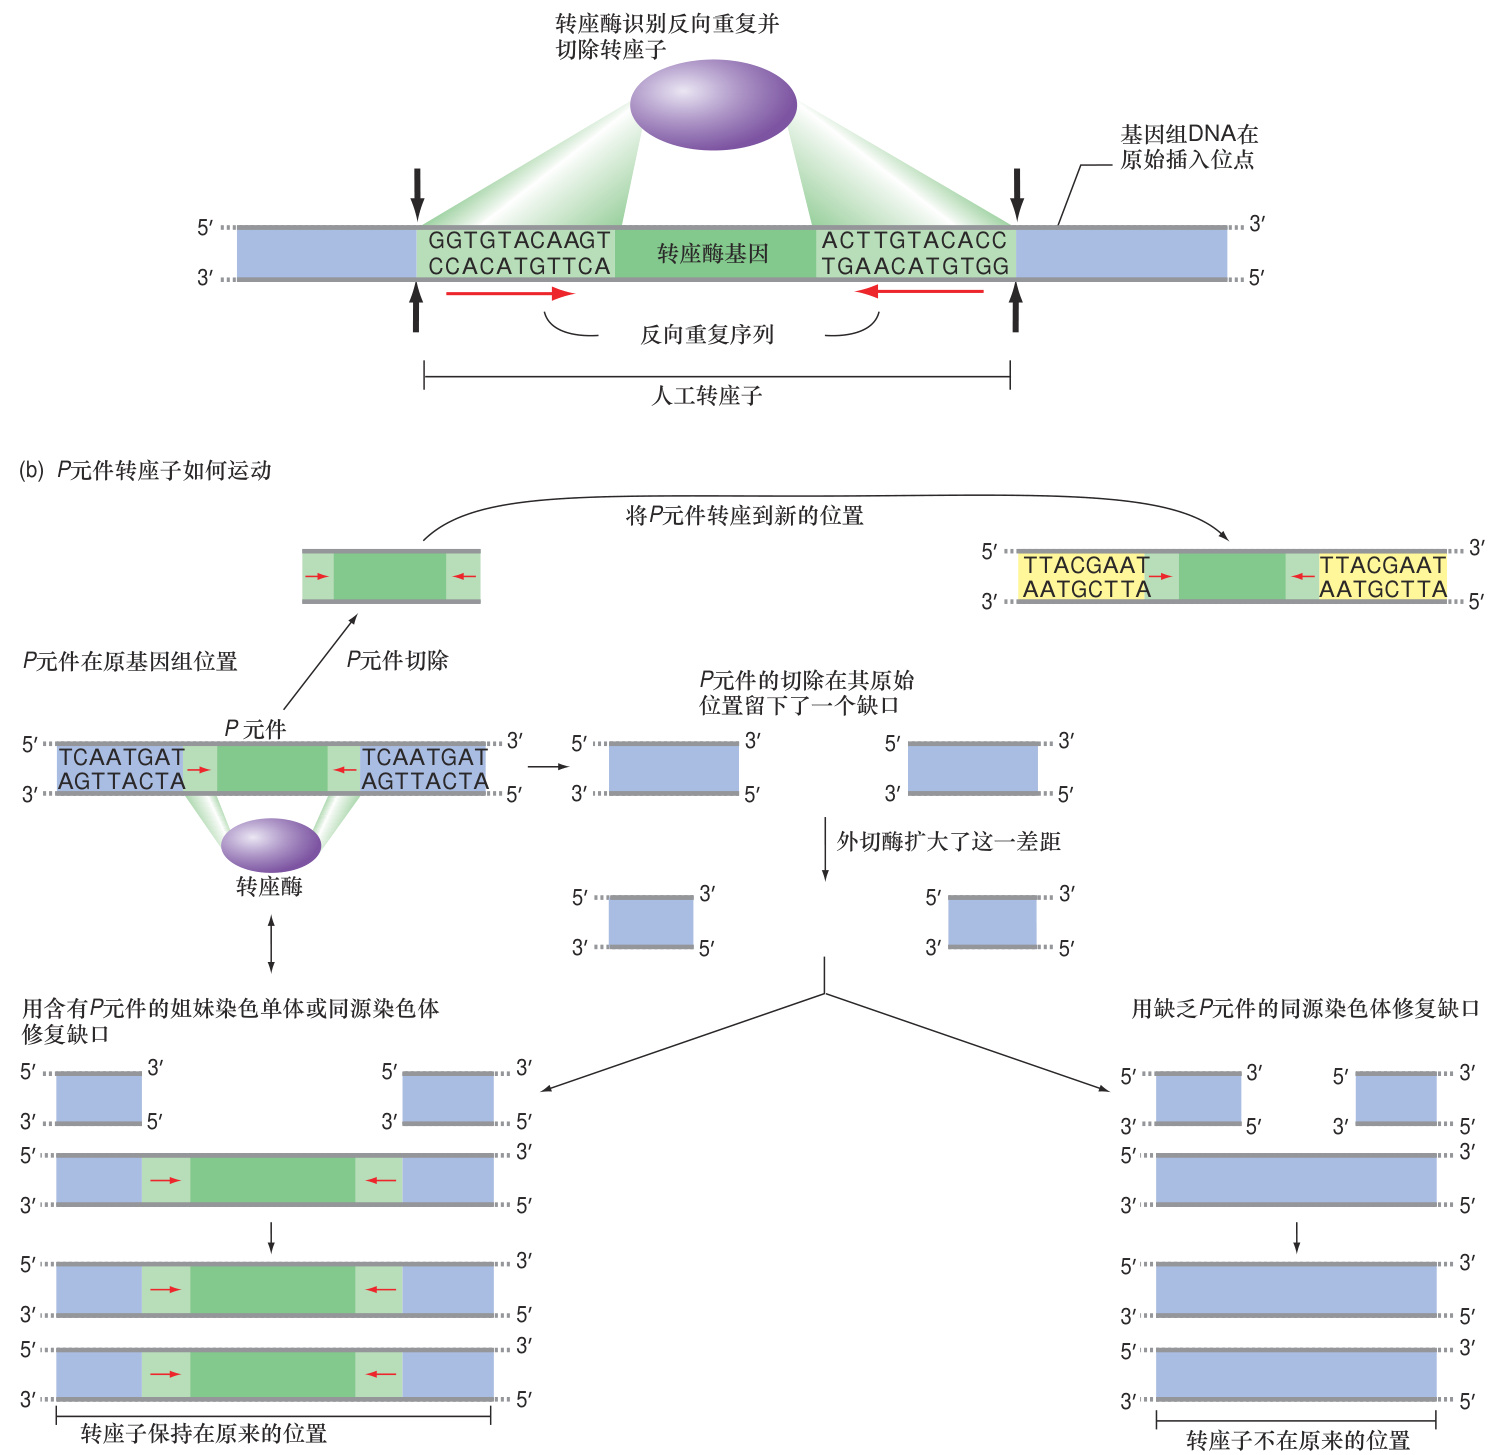 转座酶识别反向重复并
切除转座子
基因组DNA在
原始插入位点
5′ 3′
GGTGTACAAGT 转座酶基因 ACTTGTACACC
CCACATGTTCA TGAACATGTGG
3′ 5′
反向重复序列
人工转座子
(b) P元件转座子如何运动
将P元件转座到新的位置
5′ 3′
TTACGAAT TTACGAAT
AATGCTTA AATGCTTA
3′ 5′
P元件在原基因组位置
P元件切除
P元件的切除在其原始
位置留下了一个缺口
P 元件
5′ 3′ 5′ 3′ 5′ 3′
TCAATGAT TCAATGAT
AGTTACTA AGTTACTA
3′ 5′ 3′ 5′ 3′ 5′
外切酶扩大了这一差距
转座酶
5′ 3′ 5′ 3′
3′ 5′ 3′ 5′
用含有P元件的姐妹染色单体或同源染色体
修复缺口
用缺乏P元件的同源染色体修复缺口
5′ 3′ 5′ 3′ 5′ 3′ 5′ 3′
3′ 5′ 3′ 5′ 3′ 5′ 3′ 5′
5′ 3′ 5′ 3′
3′ 5′ 3′ 5′
5′ 3′ 5′ 3′
3′ 5′ 3′ 5′
5′ 3′ 5′ 3′
3′ 5′ 3′ 5′
转座子保持在原来的位置
转座子不在原来的位置